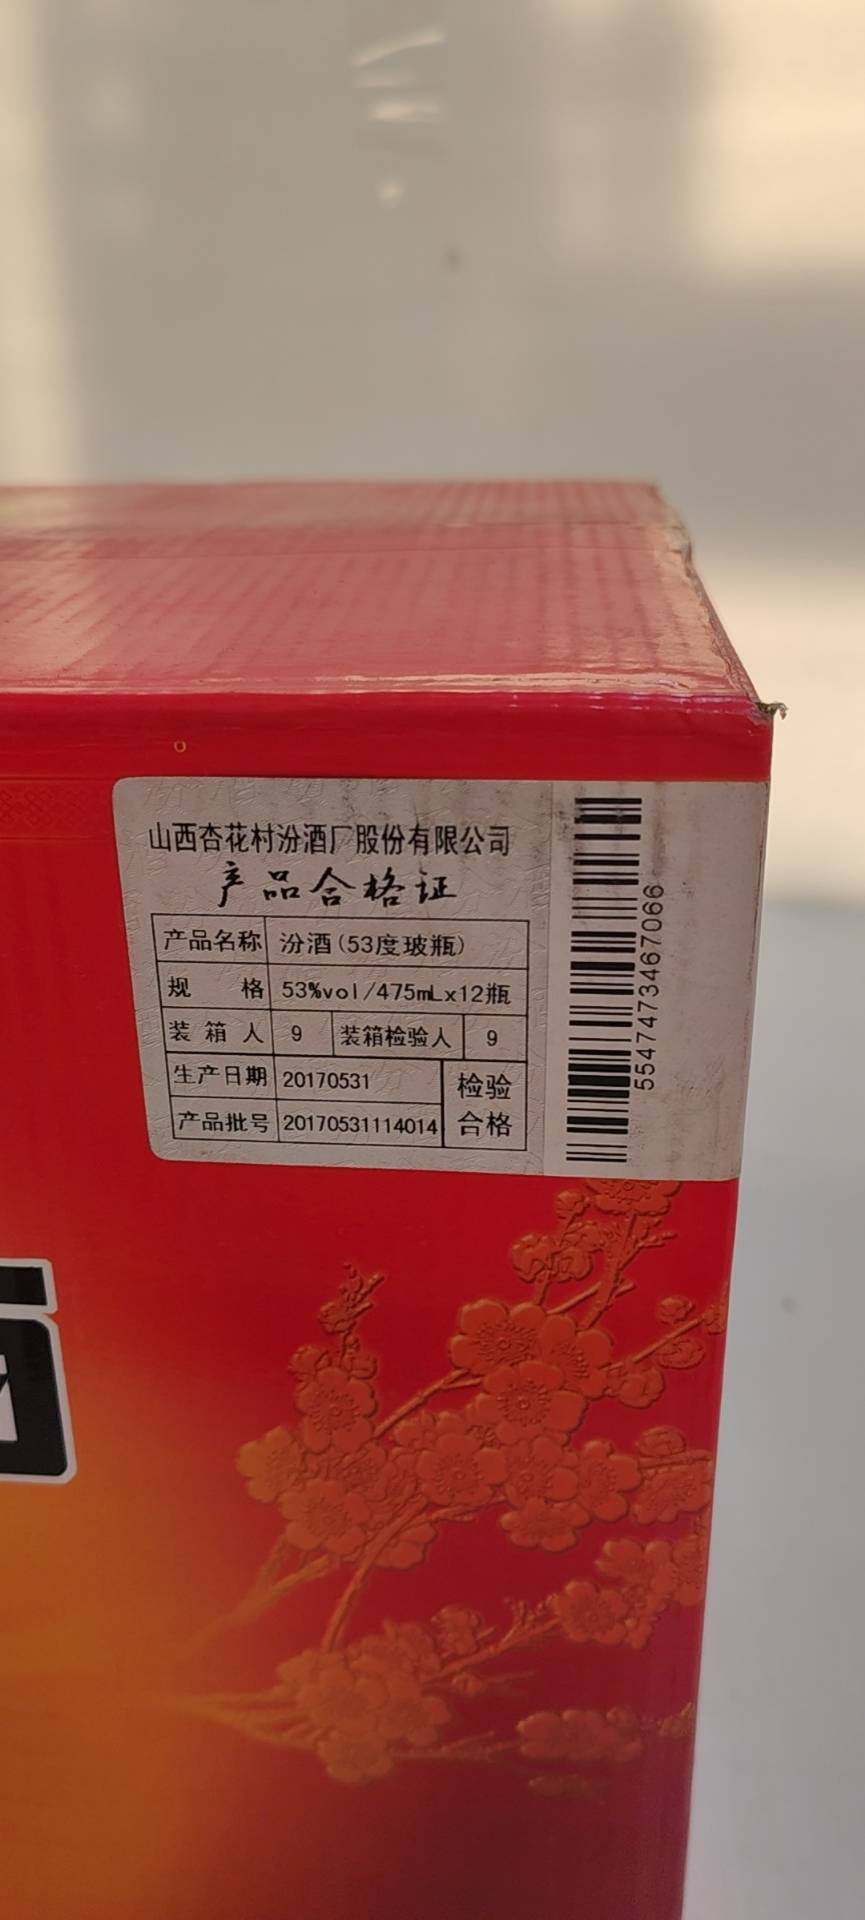 山西杏花村汾酒厂股份有限公司
产品合格证
产品名称 汾酒(53度玻瓶)
规 格 53%vol/475mLx12瓶
装箱人 9 装箱检验人 9
生产日期 20170531 检验
产品批号 20170531114014 合格
55474734670​66